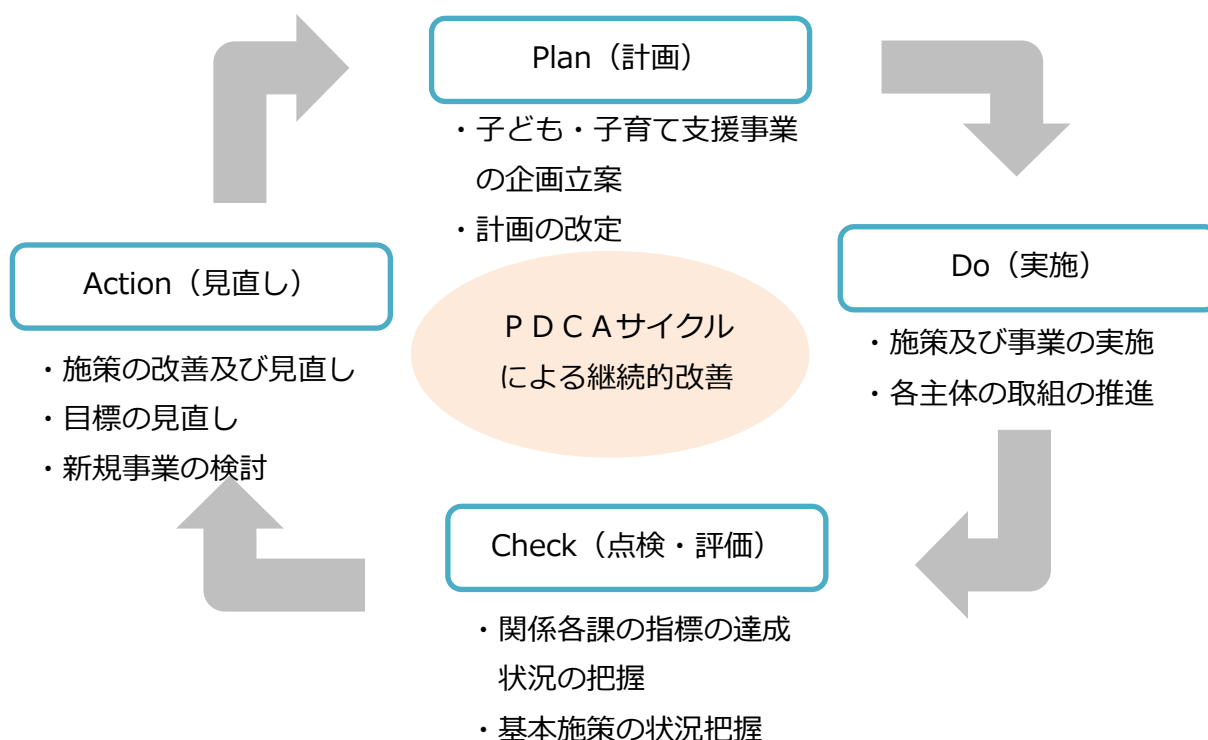 Plan（計画）
・子ども・子育て支援事業
の企画立案
・計画の改定
Do（実施）
・施策及び事業の実施
・各主体の取組の推進
Check（点検・評価）
・関係各課の指標の達成
状況の把握
・基本施策の状況把握
Action（見直し）
・施策の改善及び見直し
・目標の見直し
・新規事業の検討
ＰＤＣＡサイクル
による継続的改善